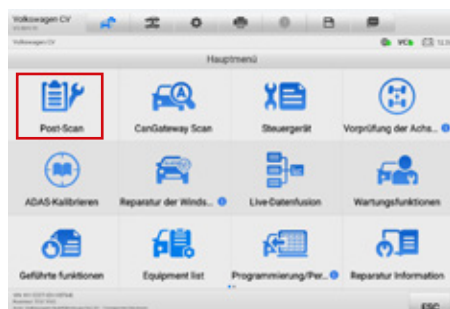 Volkswagen CV
Volkswagen CV
VCI
Hauptmenü
Post-Scan
CanGateway Scan
Steuergerät
Vorprüfung der Achs...
ADAS-Kalibrieren
Reparatur der Winds...
Live-Datenfusion
Wartungsfunktionen
Geführte funktionen
Equipment list
Programmierung/Per...
Reparatur Information
ESC